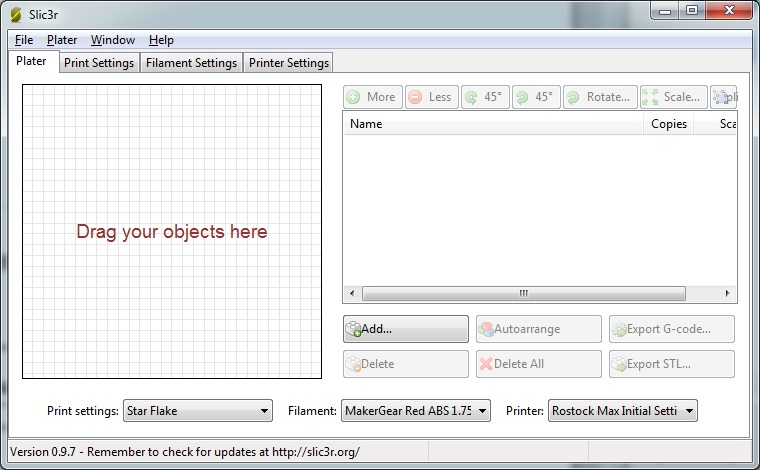 Slic3r
File Plater Window Help
Plater Print Settings Filament Settings Printer Settings
More Less 45° 45° Rotate... Scale...
Name Copies Sca
Drag your objects here
Add... Autoarrange Export G-code...
Delete Delete All Export STL...
Print settings: Star Flake Filament: MakerGear Red ABS 1.75 Printer: Rostock Max Initial Setti
Version 0.9.7 - Remember to check for updates at http://slic3r.org/